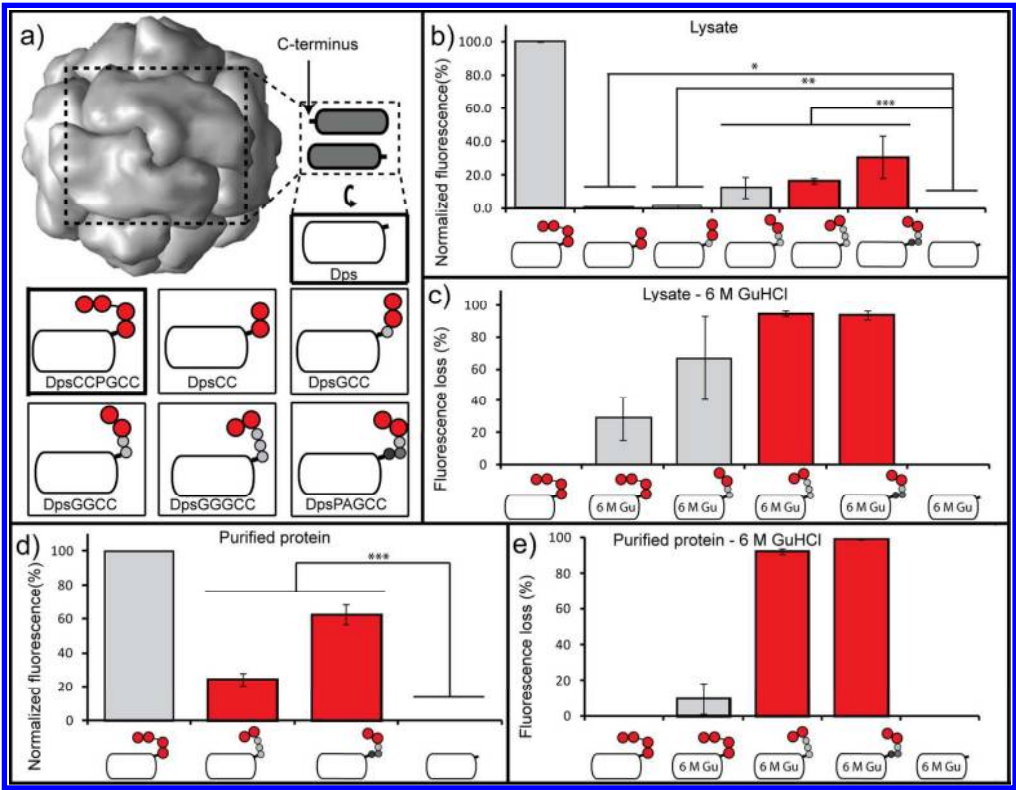 a)
C-terminus
Dps
DpsCCPGCC
DpsCC
DpsGCC
DpsGGCC
DpsGGGCC
DpsPAGCC
b)
Lysate
Normalized fluorescence(%)
100.0
80.0
60.0
40.0
20.0
0.0
*
**
***
c)
Lysate - 6 M GuHCl
Fluorescence loss (%)
100
80
60
40
20
0
6 M Gu
6 M Gu
6 M Gu
6 M Gu
6 M Gu
d)
Purified protein
Normalized fluorescence(%)
100
80
60
40
20
0
***
e)
Purified protein - 6 M GuHCl
Fluorescence loss (%)
100
80
60
40
20
0
6 M Gu
6 M Gu
6 M Gu
6 M Gu